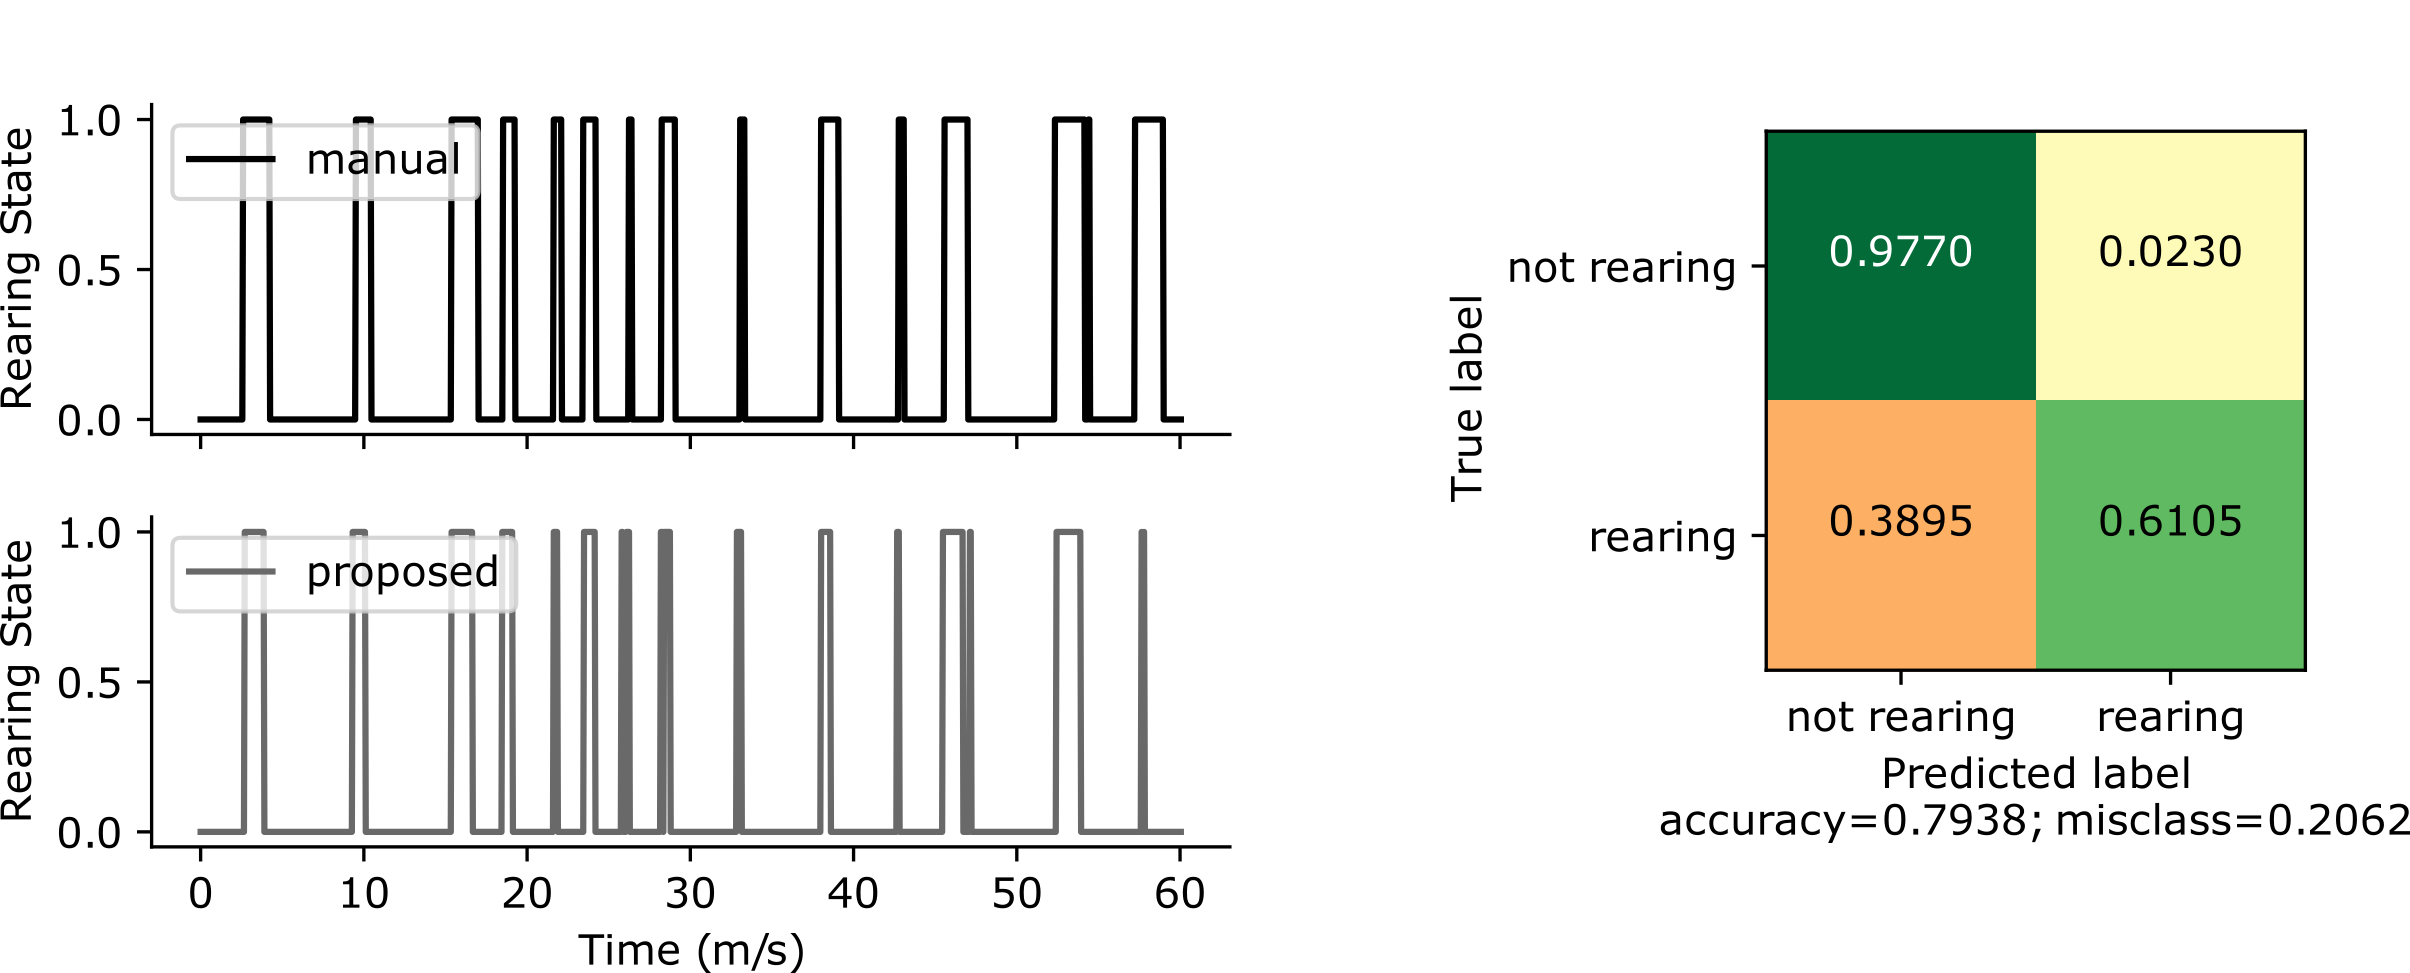 Rearing State
1.0
0.5
0.0
manual
Rearing State
1.0
0.5
0.0
proposed
0 10 20 30 40 50 60
Time (m/s)
True label
not rearing
rearing
0.9770 0.0230
0.3895 0.6105
not rearing rearing
Predicted label
accuracy=0.7938; misclass=0.2062